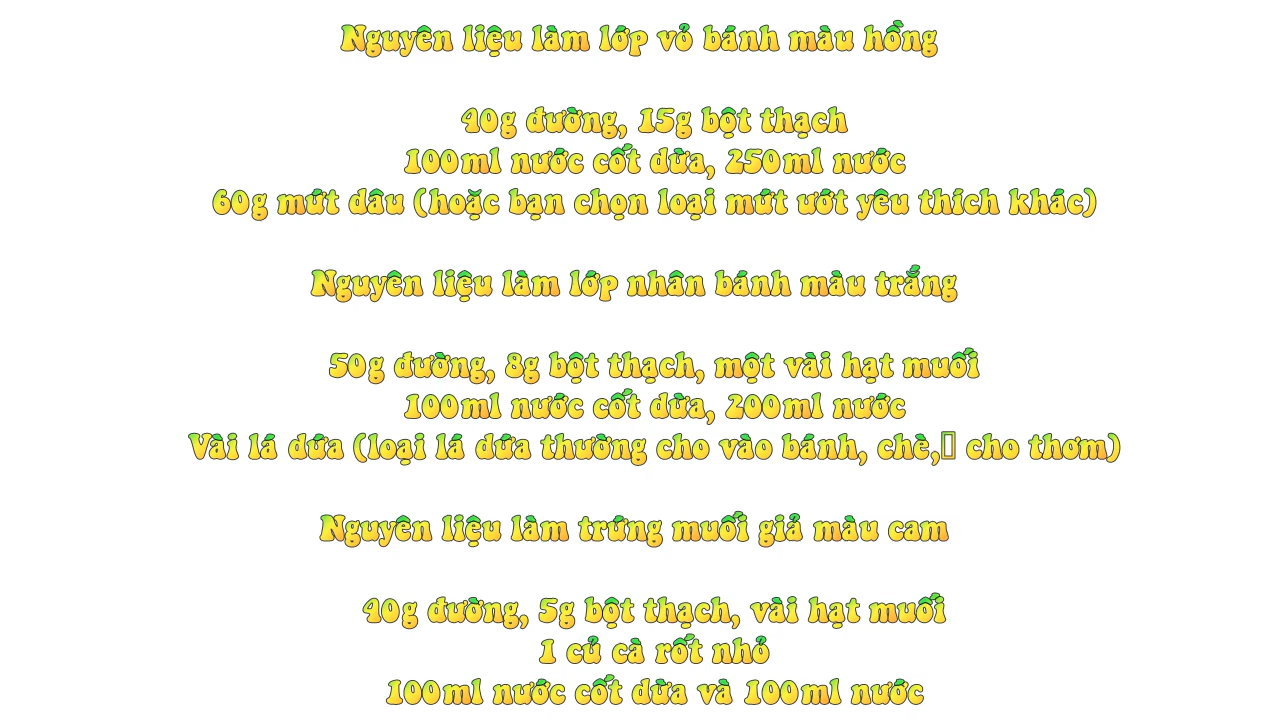 Nguyên liệu làm lớp vỏ bánh màu hồng
40g đường, 15g bột thạch
100ml nước cốt dừa, 250ml nước
60g mứt dâu (hoặc bạn chọn loại mứt ướt yêu thích khác)
Nguyên liệu làm lớp nhân bánh màu trắng
50g đường, 8g bột thạch, một vài hạt muối
100ml nước cốt dừa, 200ml nước
Vài lá dứa (loại lá dứa thường cho vào bánh, chè,▯ cho thơm)
Nguyên liệu làm trứng muối giả màu cam
40g đường, 5g bột thạch, vài hạt muối
1 củ cà rốt nhỏ
100ml nước cốt dừa và 100ml nước